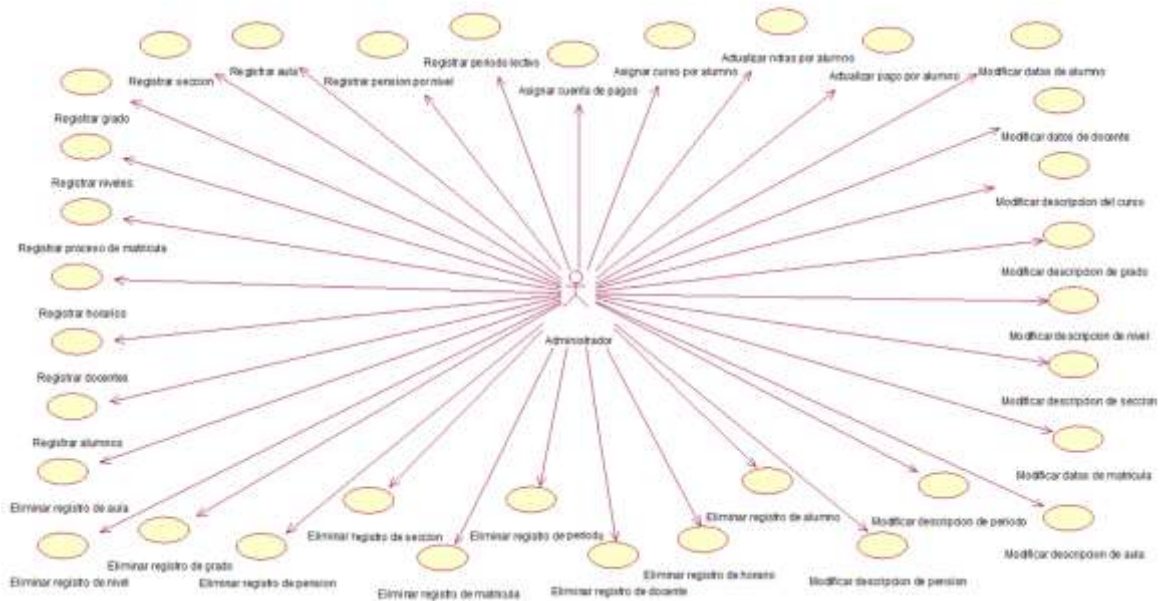 Registrar seccion
Registrar aula
Registrar pension por nivel
Registrar periodo lectivo
Asignar cuenta de pagos
Asignar curso por alumno
Actualizar notas por alumno
Actualizar pago por alumno
Modificar datos de alumno
Registrar grado
Modificar datos de docente
Registrar niveles
Modificar descripcion del curso
Registrar proceso de matricula
Modificar descripcion de grado
Registrar horarios
Modificar descripcion de nivel
Administrador
Registrar docentes
Modificar descripcion de seccion
Registrar alumnos
Modificar datos de matricula
Eliminar registro de aula
Eliminar registro de seccion
Eliminar registro de periodo
Eliminar registro de alumno
Modificar descripcion de periodo
Modificar descripcion de aula
Eliminar registro de nivel
Eliminar registro de grado
Eliminar registro de pension
Eliminar registro de matricula
Eliminar registro de docente
Eliminar registro de horario
Modificar descripcion de pension